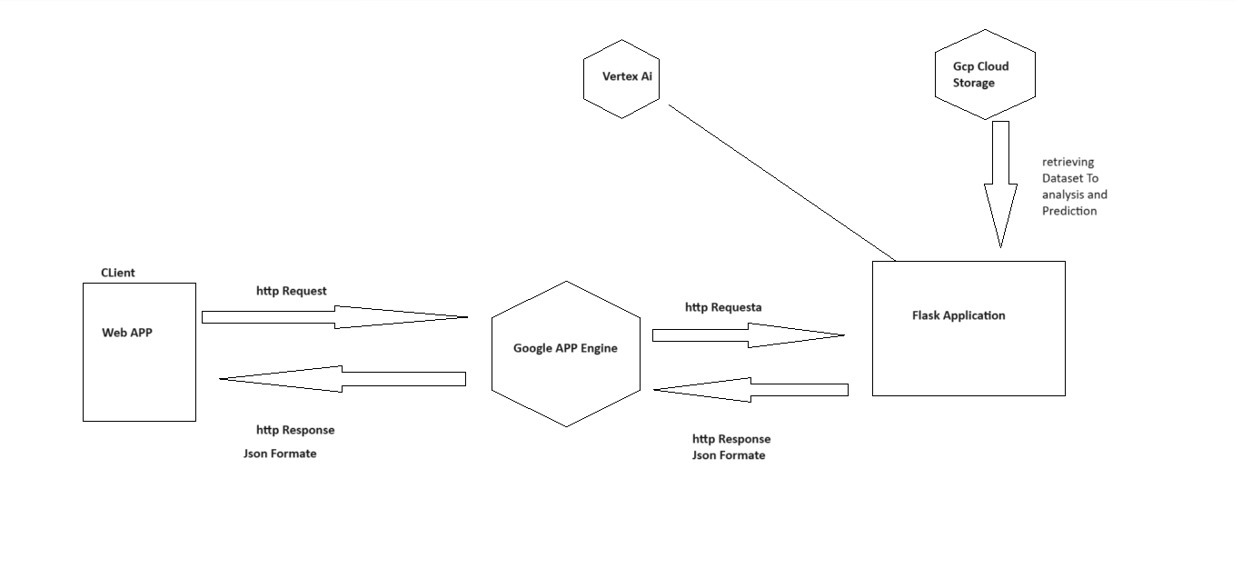 Vertex Ai
Gcp Cloud
Storage
retrieving
Dataset To
analysis and
Prediction
CLient
Web APP
http Request
Google APP Engine
http Requesta
Flask Application
http Response
Json Formate
http Response
Json Formate